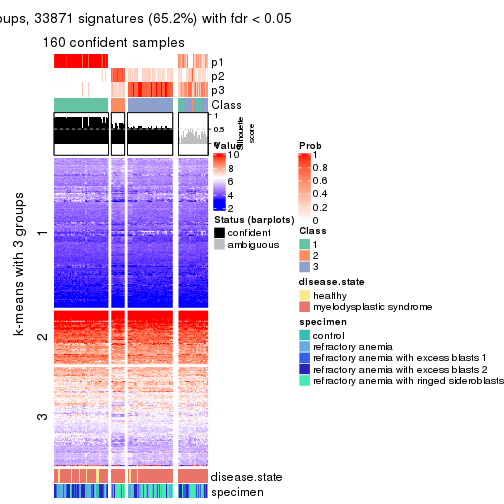 oups, 33871 signatures (65.2%) with fdr < 0.05
160 confident samples
p1
p2
p3
Class
1
0.5
0
Silhouette
score
k-means with 3 groups
1
2
3
disease.state
specimen
Value
10
8
6
4
2
Status (barplots)
confident
ambiguous
Prob
1
0.8
0.6
0.4
0.2
0
Class
1
2
3
disease.state
healthy
myelodysplastic syndrome
specimen
control
refractory anemia
refractory anemia with excess blasts 1
refractory anemia with excess blasts 2
refractory anemia with ringed sideroblasts